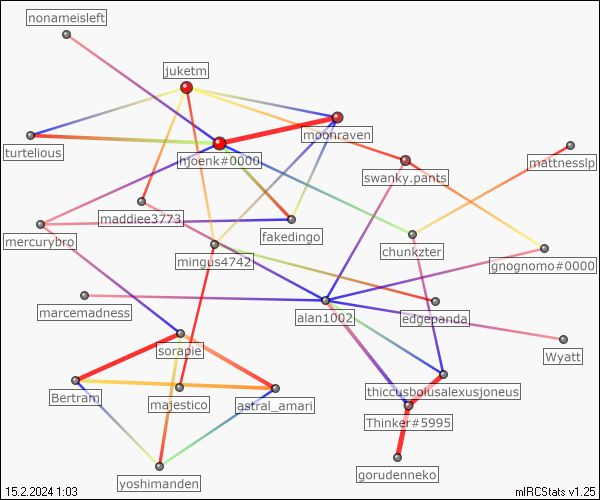 nonameisleft
juketm
moonraven
turtelious
hjoenk#0000
mattnesslp
swanky.pants
maddiee3773
fakedingo
mercurybro
chunkzter
mingus4742
gnognomo#0000
marcemadness
edgepanda
alan1002
sorapie
Wyatt
thiccusboiusalexusjoneus
Bertram
majestico
astral_amari
Thinker#5995
gorudenneko
yoshimanden
15.2.2024 1:03
mIRCStats v1.25